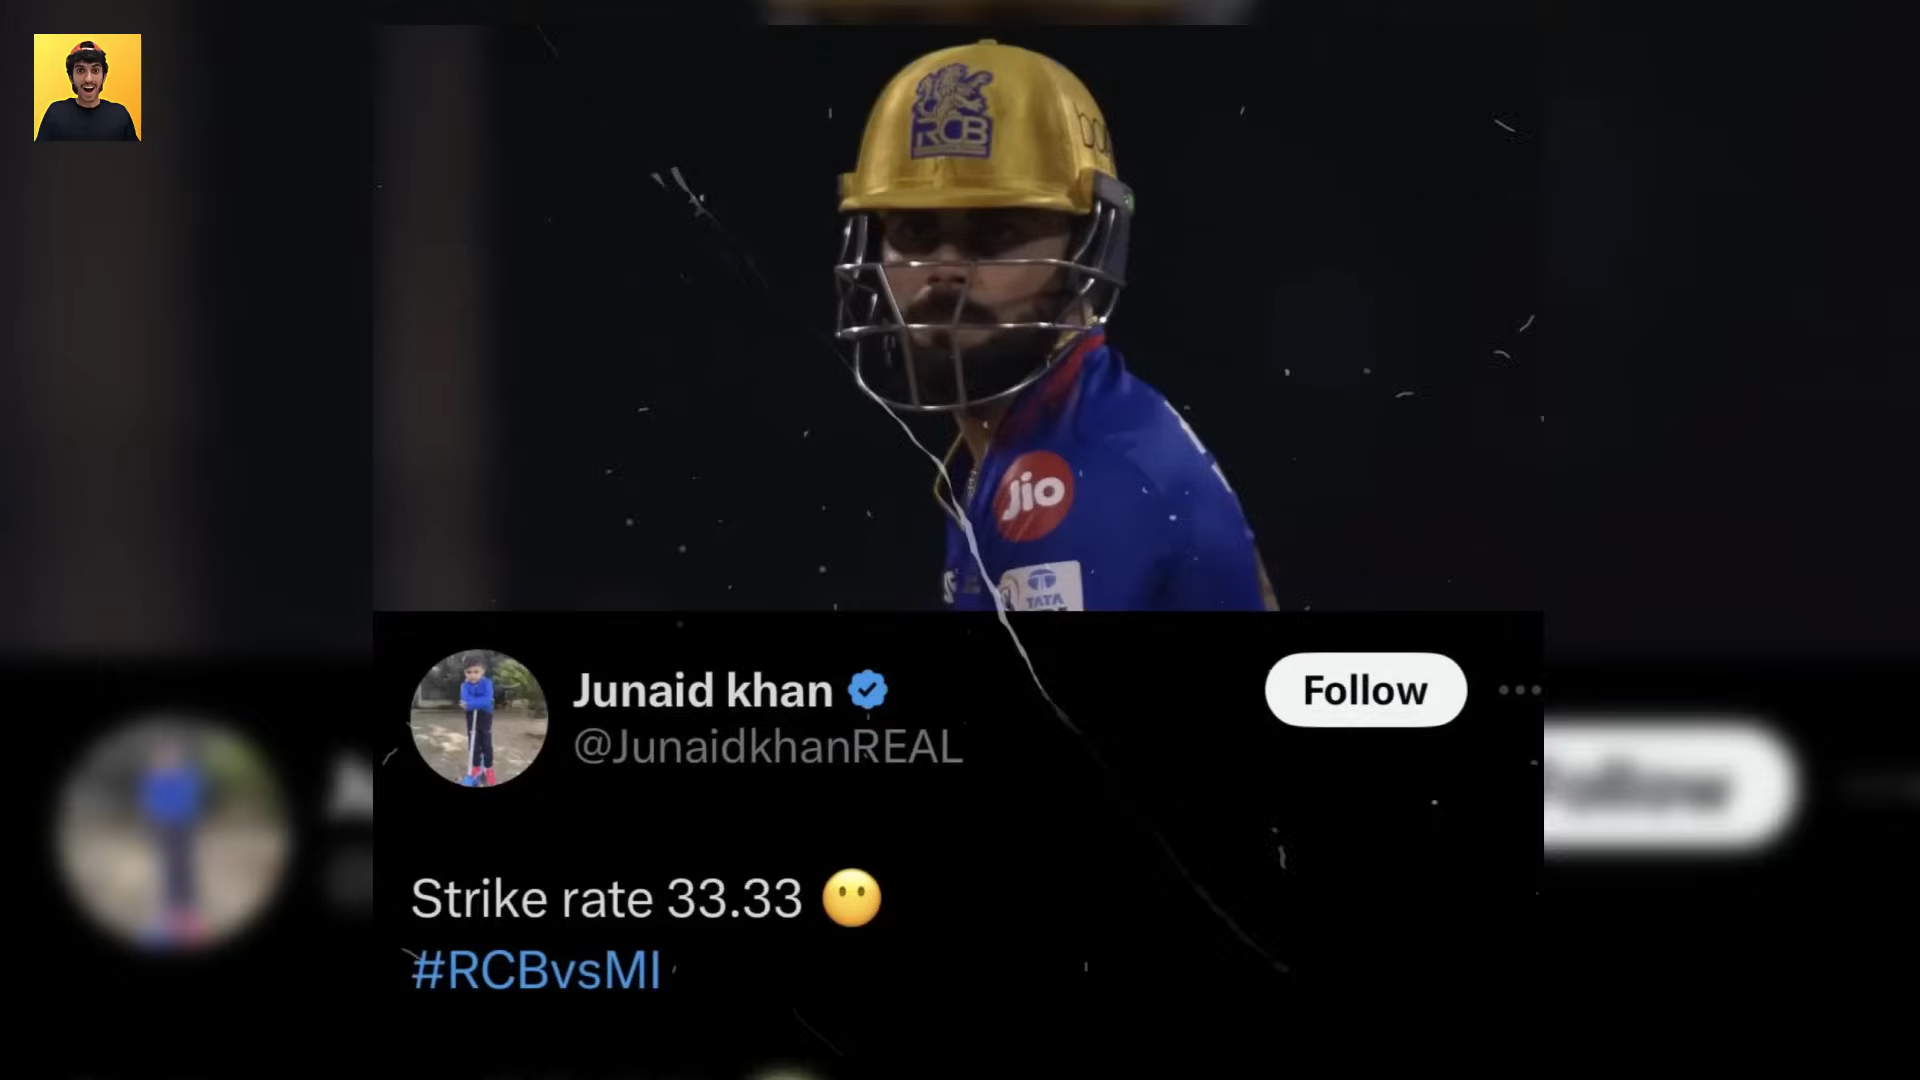 RCB
Jio
TATA
Junaid khan
Follow
@JunaidkhanREAL
Strike rate 33.33 😶
#RCBvsMI